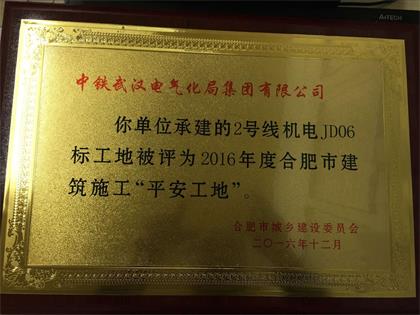 AiTECH
中铁武汉电气化局集团有限公司
你单位承建的2号线机电JD06
标工地被评为2016年度合肥市建
筑施工“平安工地”。
合肥市城乡建设委员会
二〇一六年十二月